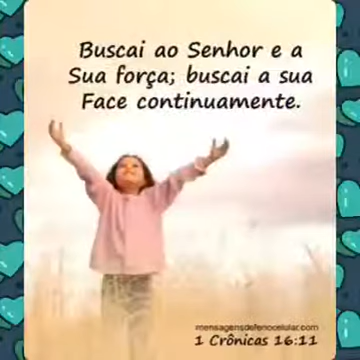 Buscai ao Senhor e a
Sua força; buscai a sua
Face continuamente.
mensagensdefenocelular.com
1 Crônicas 16:11